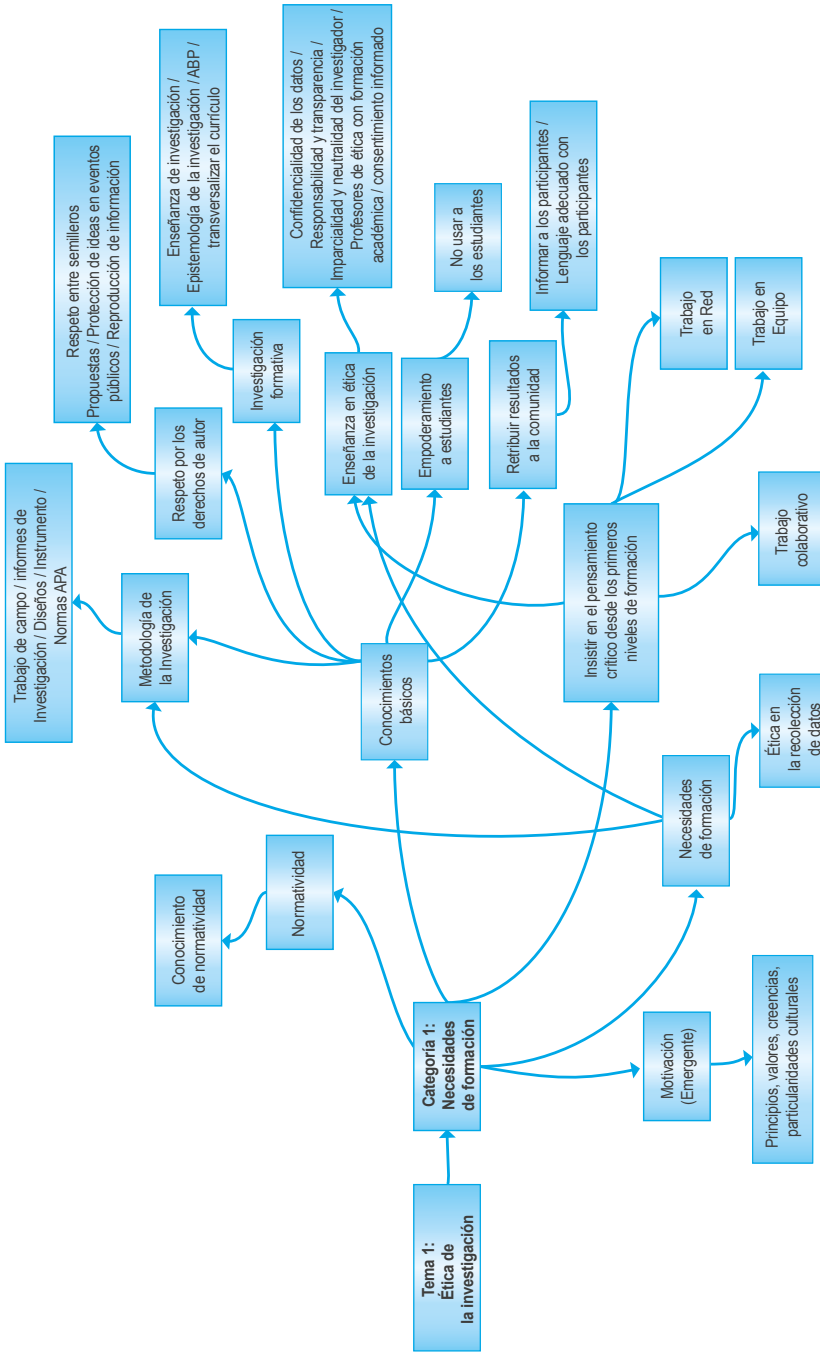 Tema 1:
Ética de
la investigación
Categoría 1:
Necesidades
de formación
Conocimiento
de normatividad
Normatividad
Motivación
(Emergente)
Principios, valores, creencias,
particularidades culturales
Trabajo de campo / informes de
Investigación / Diseños / Instrumento /
Normas APA
Metodología de
la Investigación
Conocimientos
básicos
Necesidades
de formación
Ética en
la recolección
de datos
Respeto entre semilleros
Propuestas / Protección de ideas en eventos
públicos / Reproducción de información
Respeto por los
derechos de autor
Enseñanza de investigación /
Epistemología de la investigación / ABP /
transversalizar el currículo
Investigación
formativa
Confidencialidad de los datos /
Responsabilidad y transparencia /
Imparcialidad y neutralidad del investigador /
Profesores de ética con formación
académica / consentimiento informado
Enseñanza en ética
de la investigación
No usar a
los estudiantes
Empoderamiento
a estudiantes
Informar a los participantes /
Lenguaje adecuado con
los participantes
Retribuir resultados
a la comunidad
Insistir en el pensamiento
crítico desde los primeros
niveles de formación
Trabajo
en Red
Trabajo en
Equipo
Trabajo
colaborativo